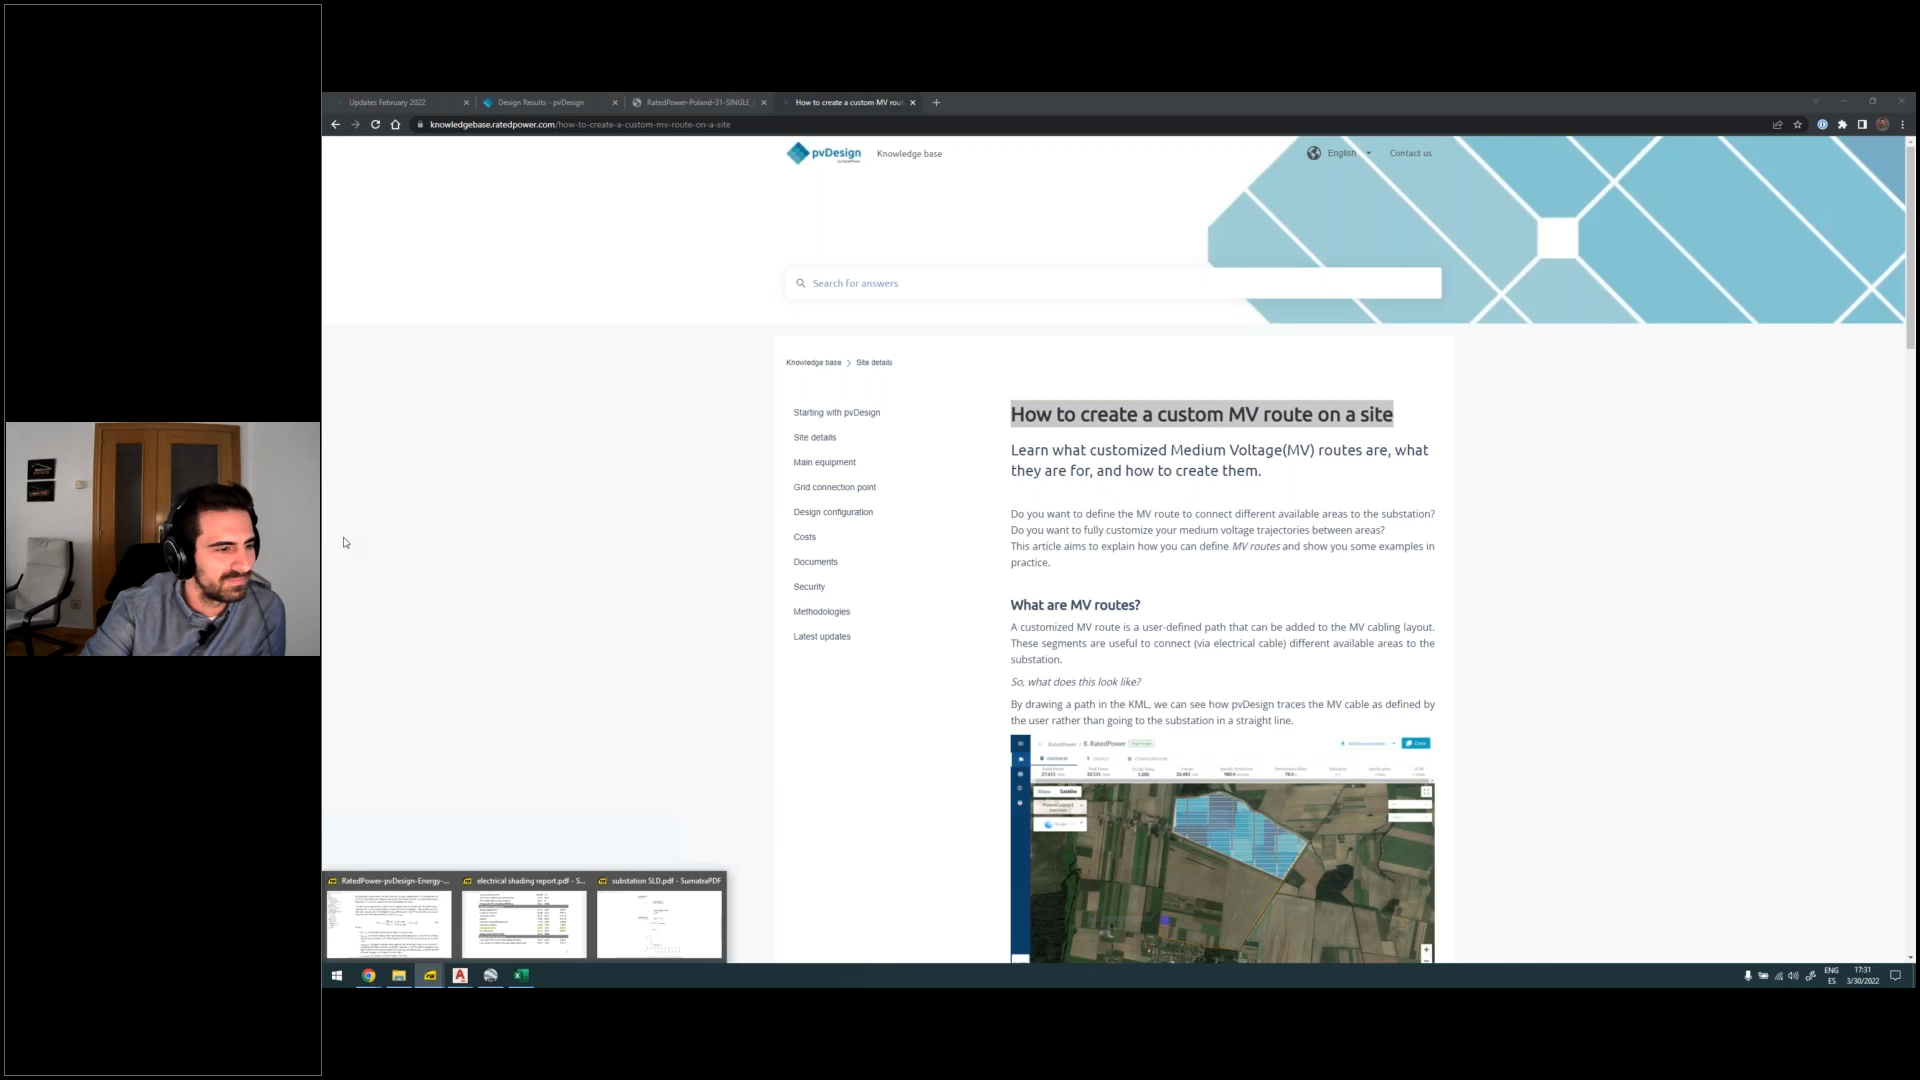 Updates February 2022
Design Results - pvDesign
RatedPower-Poland-31-SINGLE_
How to create a custom MV rou
knowledgebase.ratedpower.com/how-to-create-a-custom-mv-route-on-a-site
pvDesign
Knowledge base
English
Contact us
Search for answers
Knowledge base > Site details
Starting with pvDesign
Site details
Main equipment
Grid connection point
Design configuration
Costs
Documents
Security
Methodologies
Latest updates
How to create a custom MV route on a site
Learn what customized Medium Voltage(MV) routes are, what
they are for, and how to create them.
Do you want to define the MV route to connect different available areas to the substation?
Do you want to fully customize your medium voltage trajectories between areas?
This article aims to explain how you can define MV routes and show you some examples in
practice.
What are MV routes?
A customized MV route is a user-defined path that can be added to the MV cabling layout.
These segments are useful to connect (via electrical cable) different available areas to the
substation.
So, what does this look like?
By drawing a path in the KML, we can see how pvDesign traces the MV cable as defined by
the user rather than going to the substation in a straight line.
RatedPower / 8. RatedPower
OVERVIEW
Satellite
RatedPower-pvDesign-Energy-...
electrical shading report.pdf - S...
substation SLD.pdf - SumatraPDF
ENG
ES
17:31
3/30/2022